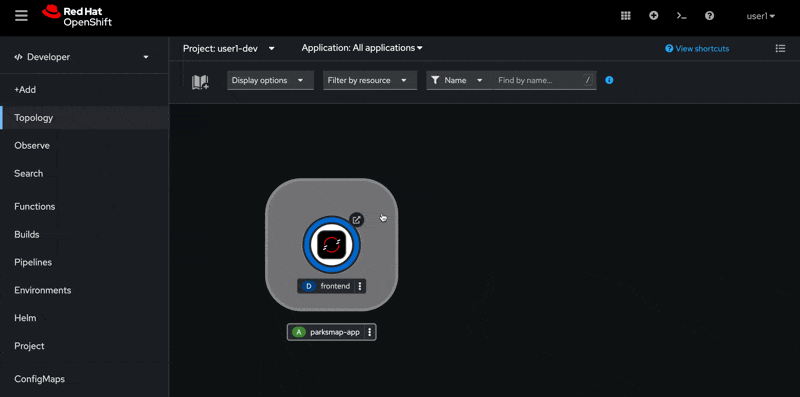 Red Hat
OpenShift
user1
Developer
Project: user1-dev
Application: All applications
View shortcuts
Display options
Filter by resource
Name
Find by name...
/
+Add
Topology
Observe
Search
Functions
Builds
Pipelines
Environments
Helm
Project
ConfigMaps
D frontend
A parksmap-app